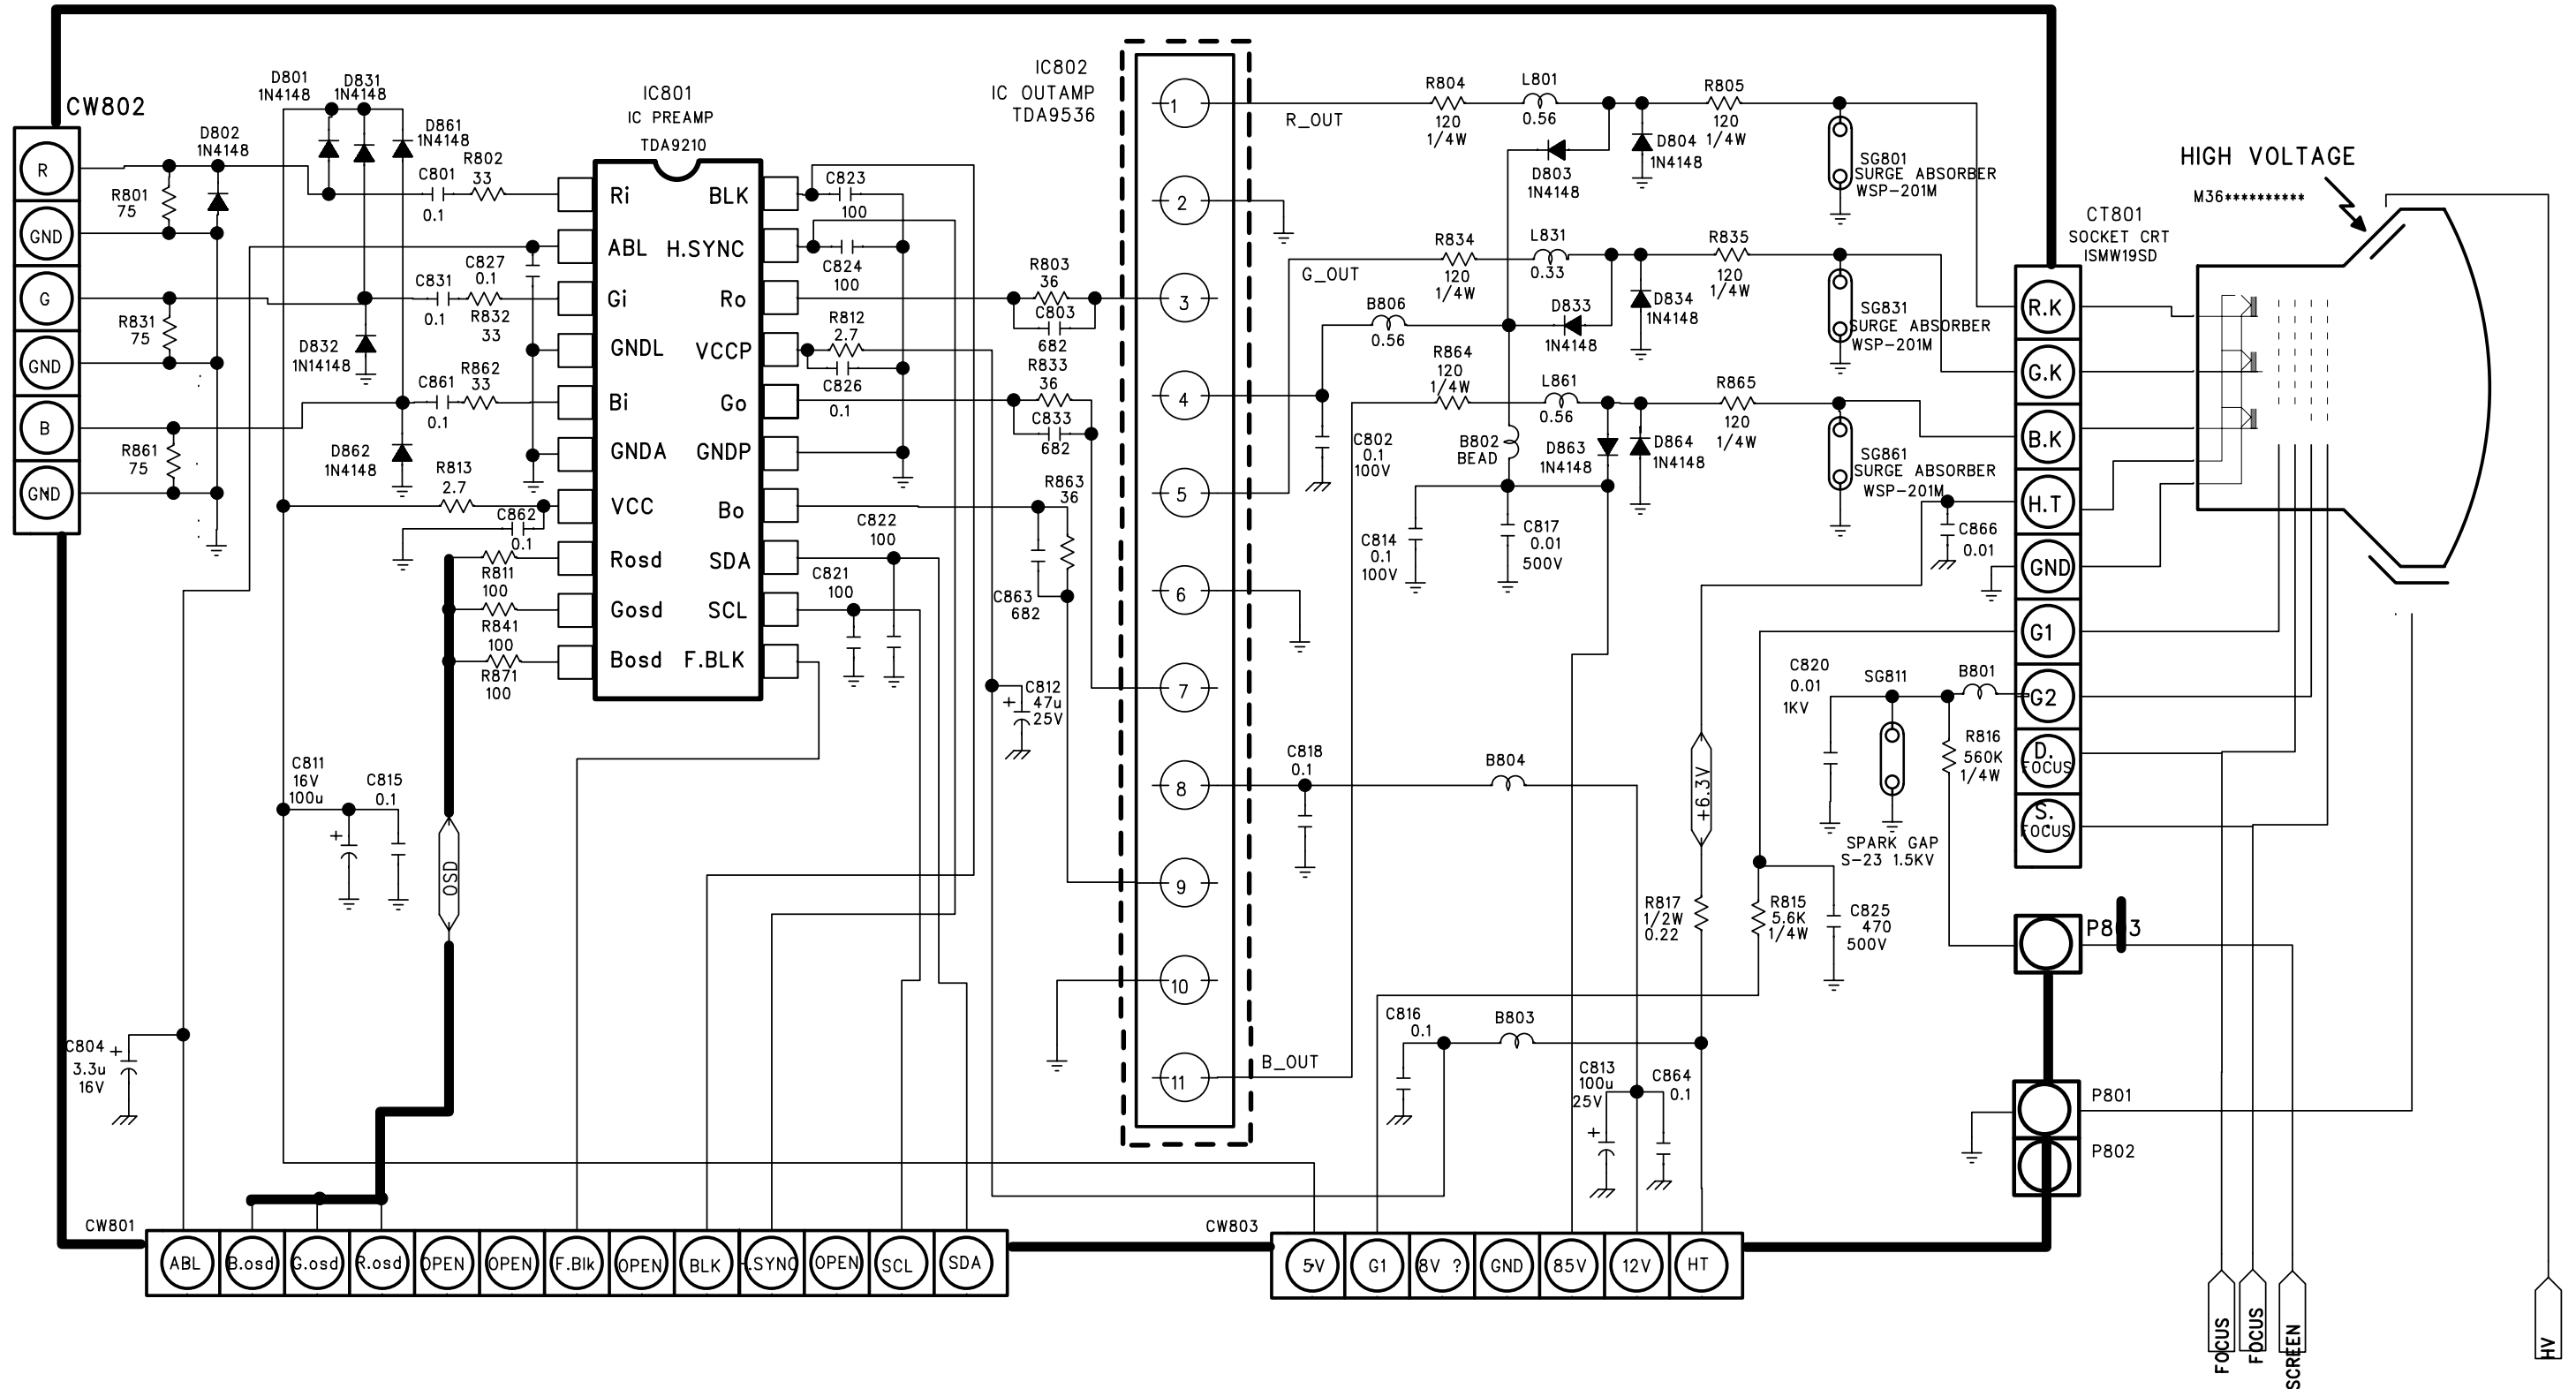 CW802
R
GND
G
GND
B
GND
R801
75
D802
1N4148
R831
75
R861
75
D801
1N4148
D831
1N4148
D861
1N4148
C801
0.1
R802
33
C827
0.1
C831
0.1
R832
33
D832
1N14148
C861
0.1
R862
33
D862
1N4148
R813
2.7
C862
0.1
R811
100
R841
100
R871
100
C811
16V
100u
C815
0.1
OSD
C804
+
3.3u
16V
+
IC801
IC PREAMP
TDA9210
Ri
ABL
Gi
GNDL
Bi
GNDA
VCC
Rosd
Gosd
Bosd
BLK
H.SYNC
Ro
VCCP
Go
GNDP
Bo
SDA
SCL
F.BLK
C823
100
C824
100
R812
2.7
C826
0.1
C822
100
C821
100
R803
36
C803
682
R833
36
C833
682
R863
36
C863
682
C812
+
47u
25V
IC802
IC OUTAMP
TDA9536
1
2
3
4
5
6
7
8
9
10
11
R_OUT
G_OUT
B_OUT
R804
120
1/4W
L801
0.56
D803
1N4148
D804
1N4148
R805
120
1/4W
SG801
SURGE ABSORBER
WSP-201M
R834
120
1/4W
L831
0.33
B806
0.56
D833
1N4148
D834
1N4148
R835
120
1/4W
SG831
SURGE ABSORBER
WSP-201M
R864
120
1/4W
L861
0.56
C802
0.1
100V
B802
BEAD
D863
1N4148
D864
1N4148
R865
120
1/4W
SG861
SURGE ABSORBER
WSP-201M
C814
0.1
100V
C817
0.01
500V
C866
0.01
C818
0.1
B804
+6.3V
C820
0.01
1KV
SG811
B801
R816
560K
1/4W
SPARK GAP
S-23 1.5KV
R817
1/2W
0.22
R815
5.6K
1/4W
C825
470
500V
C816
0.1
B803
C813
100u
25V
+
C864
0.1
CT801
SOCKET CRT
ISMW19SD
R.K
G.K
B.K
H.T
GND
G1
G2
D.
FOCUS
S.
FOCUS
HIGH VOLTAGE
M36**********
P803
P801
P802
CW801
ABL
B.osd
G.osd
R.osd
OPEN
OPEN
F.Blk
OPEN
BLK
H.SYNC
OPEN
SCL
SDA
CW803
5V
G1
8V ?
GND
85V
12V
HT
FOCUS
FOCUS
SCREEN
HV